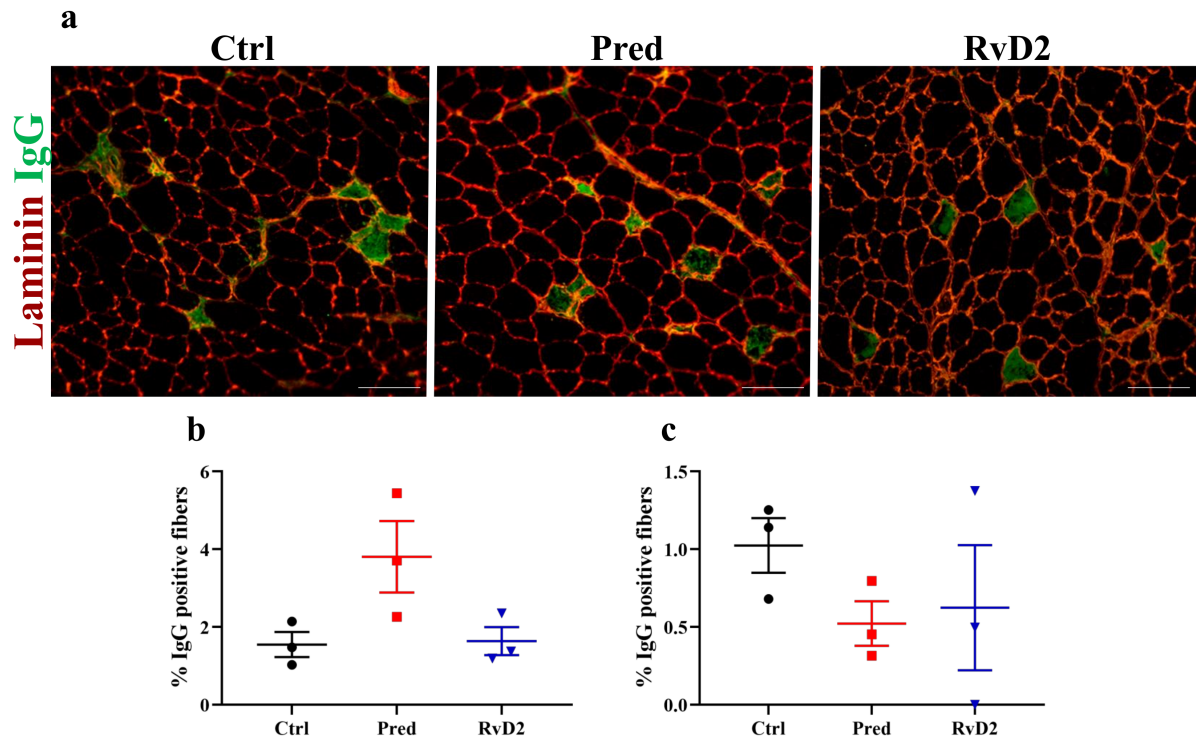 a
Ctrl
Pred
RvD2
Laminin IgG
b
% IgG positive fibers
6
4
2
0
Ctrl
Pred
RvD2
c
% IgG positive fibers
1.5
1.0
0.5
0.0
Ctrl
Pred
RvD2